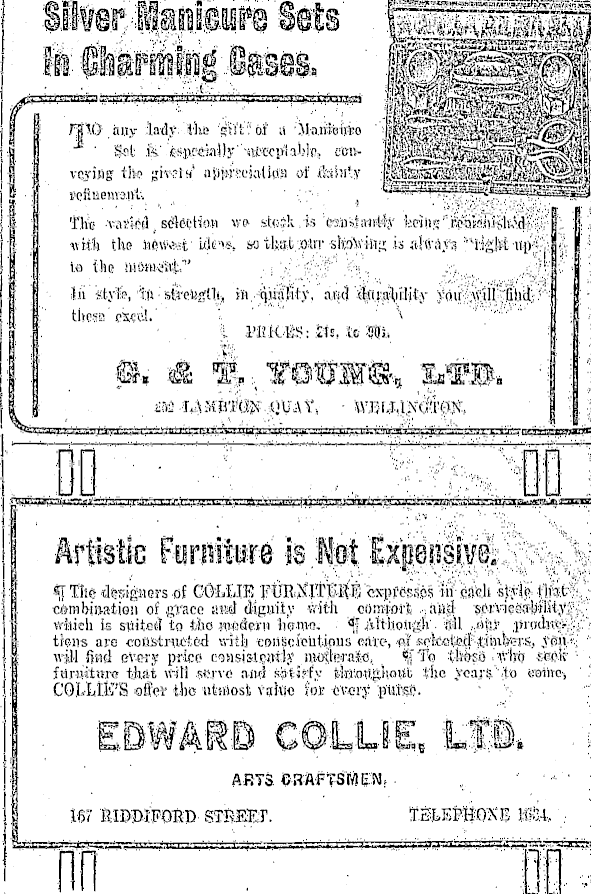 Silver Manicure Sets
In Charming Cases.
TO any lady the gift of a Manicure
Set is especially acceptable, con-
veying the givers' appreciation of dainty
refinement.
The varied selection we stock is constantly being replenished
with the newest ideas, so that our showing is always "right up
to the moment."
In style, in strength, in quality, and durability you will find
these excel.
PRICES: 21s. to 90s.
G. & T. YOUNG, LTD.
LAMBTON QUAY, WELLINGTON.
Artistic Furniture is Not Expensive.
¶ The designers of COLLIE FURNITURE expresses in each style that
combination of grace and dignity with comfort and serviceability
which is suited to the modern home. ¶ Although all our produc-
tions are constructed with conscientious care, of selected timbers, you
will find every price consistently moderate. ¶ To those who seek
furniture that will serve and satisfy throughout the years to come,
COLLIE'S offer the utmost value for every purse.
EDWARD COLLIE, LTD.
ARTS CRAFTSMEN,
167 RIDDIFORD STREET. TELEPHONE